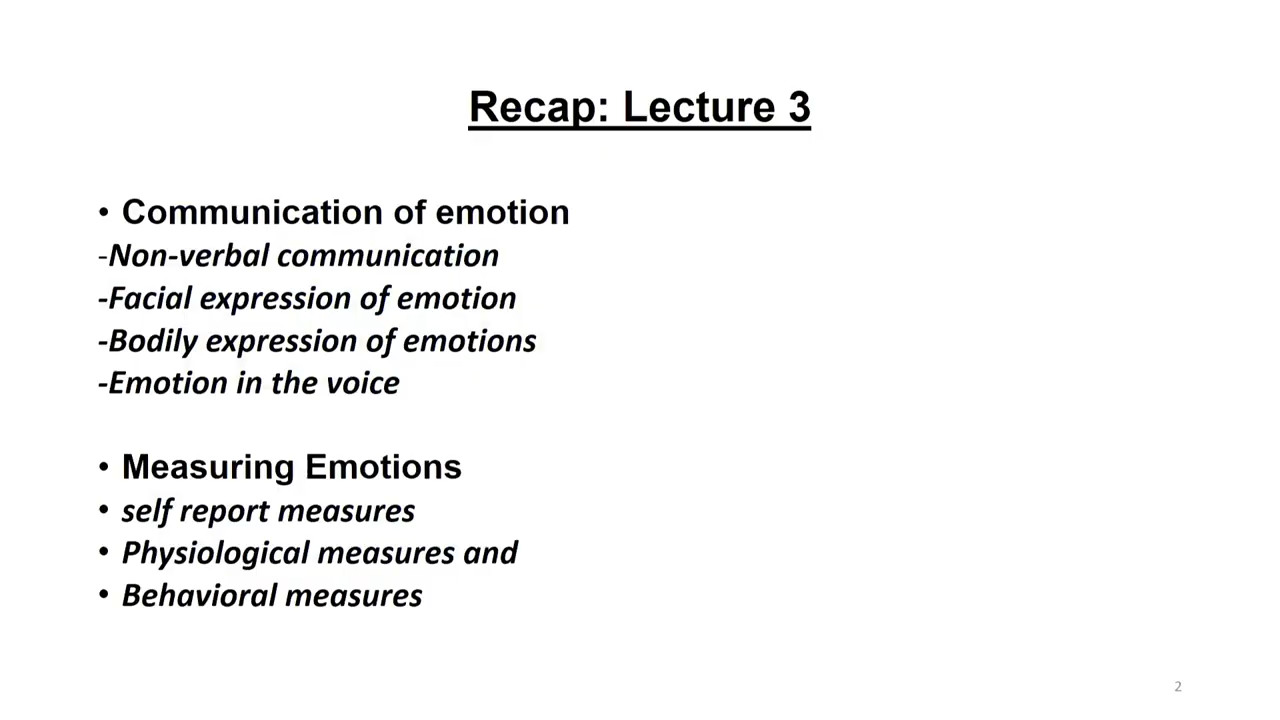 Recap: Lecture 3
• Communication of emotion
-Non-verbal communication
-Facial expression of emotion
-Bodily expression of emotions
-Emotion in the voice
• Measuring Emotions
• self report measures
• Physiological measures and
• Behavioral measures
2